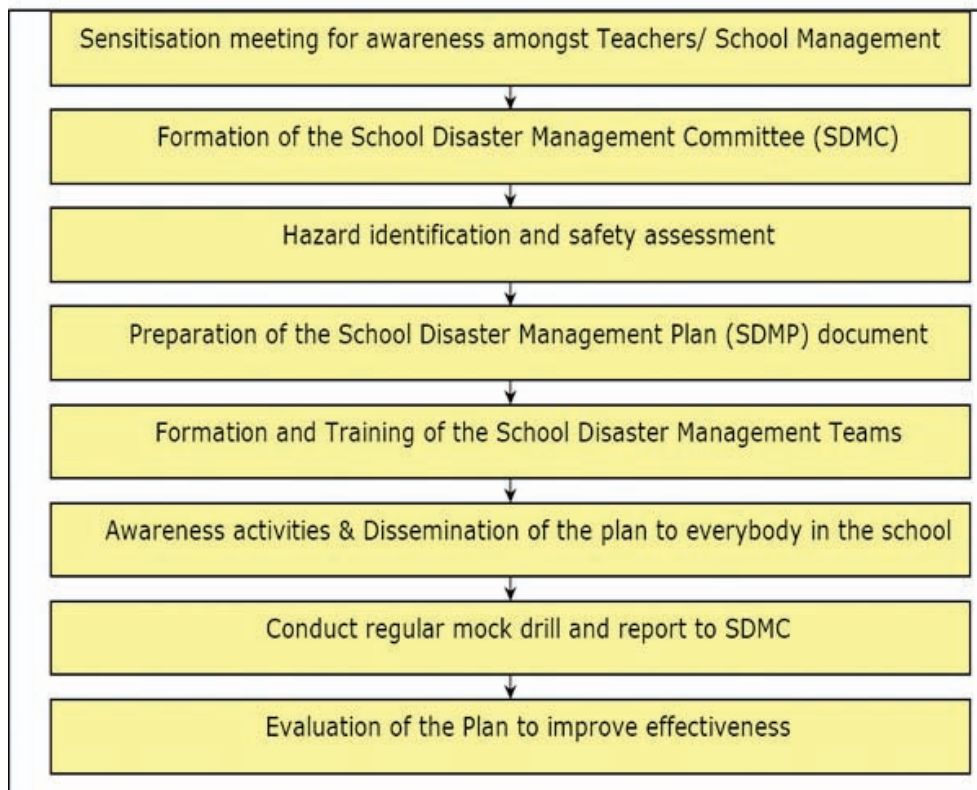 Sensitisation meeting for awareness amongst Teachers/ School Management
Formation of the School Disaster Management Committee (SDMC)
Hazard identification and safety assessment
Preparation of the School Disaster Management Plan (SDMP) document
Formation and Training of the School Disaster Management Teams
Awareness activities & Dissemination of the plan to everybody in the school
Conduct regular mock drill and report to SDMC
Evaluation of the Plan to improve effectiveness